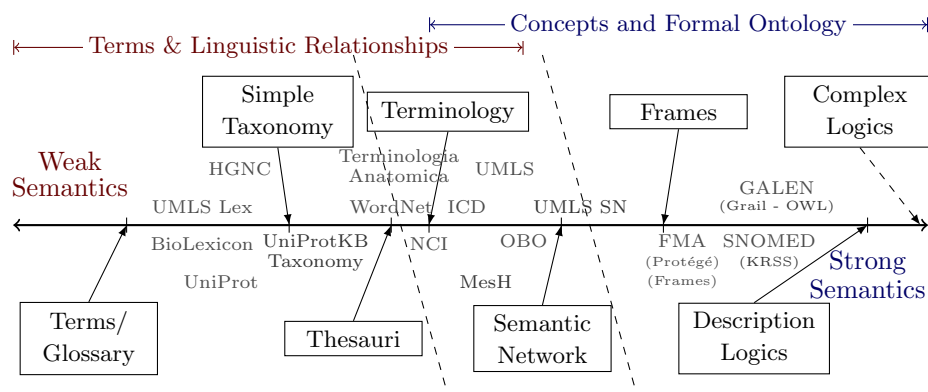 Concepts and Formal Ontology
Terms & Linguistic Relationships
Simple
Taxonomy
Terminology
Frames
Complex
Logics
Weak
Semantics
HGNC
Terminologia
Anatomica
UMLS
GALEN
(Grail - OWL)
UMLS Lex
WordNet
ICD
UMLS SN
BioLexicon
UniProtKB
Taxonomy
NCI
OBO
FMA
(Protégé)
(Frames)
SNOMED
(KRSS)
Strong
Semantics
UniProt
MesH
Terms/
Glossary
Thesauri
Semantic
Network
Description
Logics